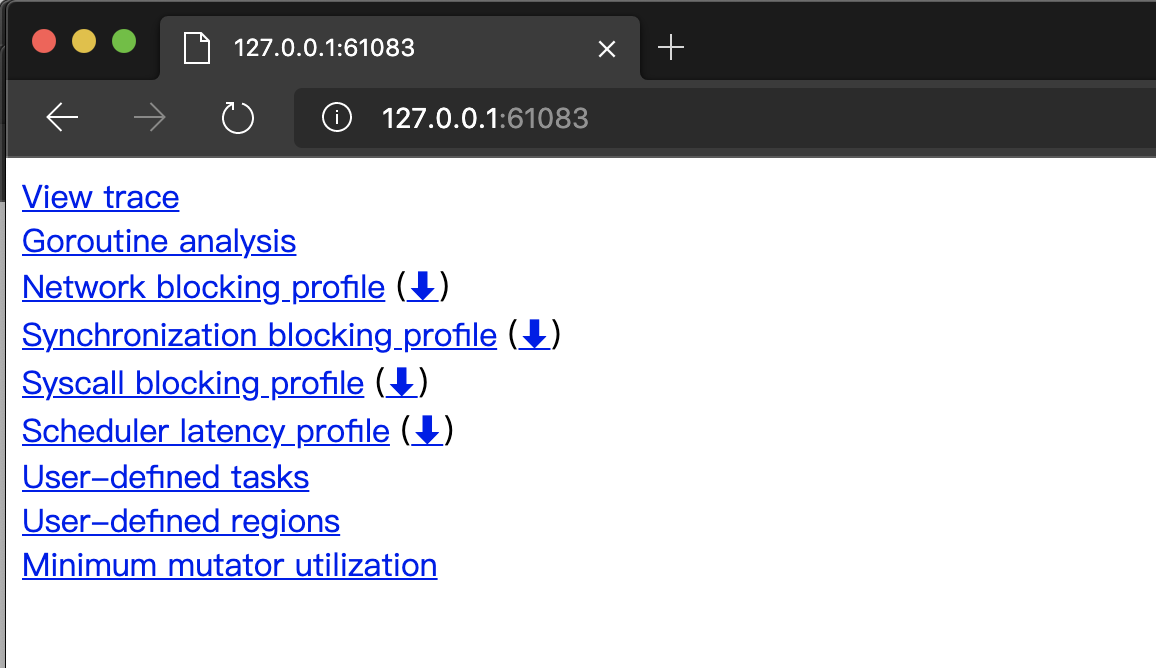 127.0.0.1:61083
127.0.0.1:61083
View trace
Goroutine analysis
Network blocking profile (⬇)
Synchronization blocking profile (⬇)
Syscall blocking profile (⬇)
Scheduler latency profile (⬇)
User-defined tasks
User-defined regions
Minimum mutator utilization